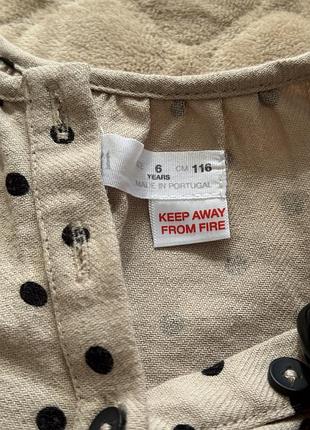 6 CM 116
YEARS
MADE IN PORTUGAL
KEEP AWAY
FROM FIRE